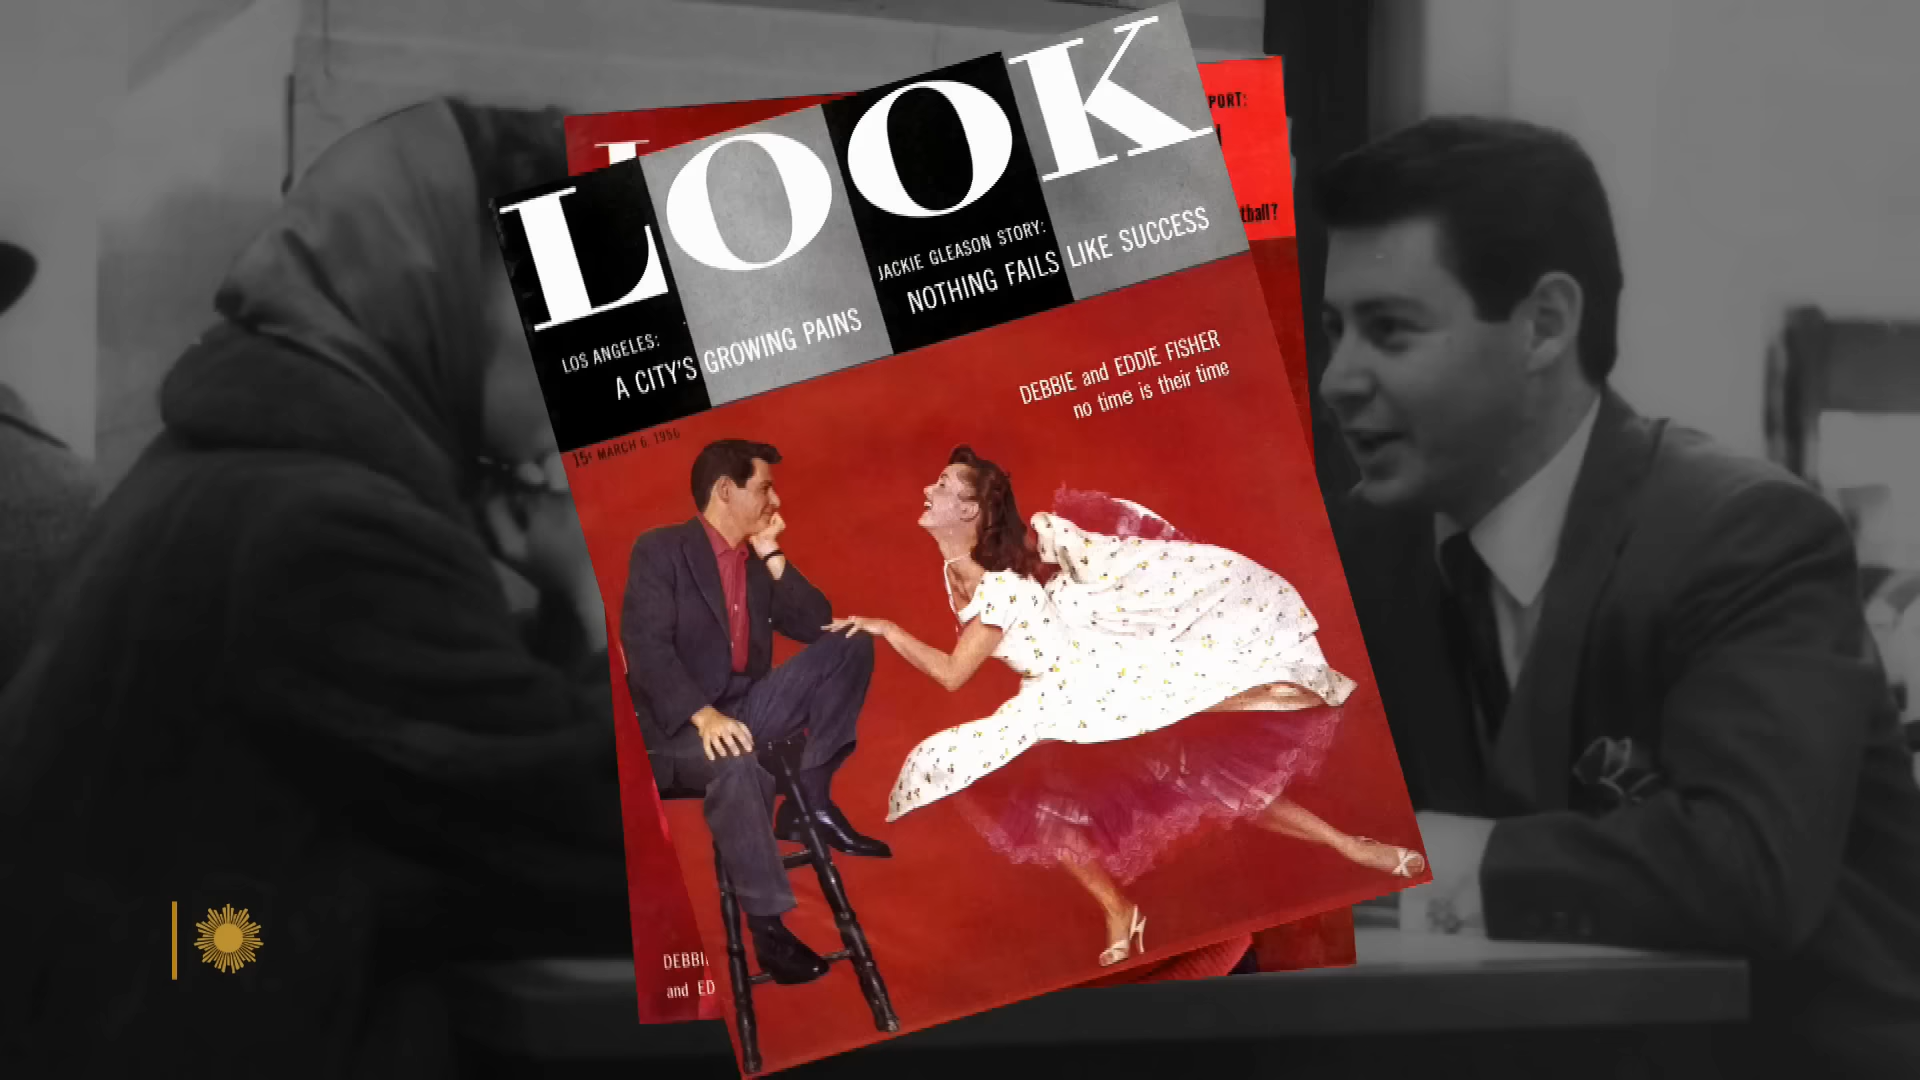 LOOK
LOS ANGELES:
A CITY'S GROWING PAINS
JACKIE GLEASON STORY:
NOTHING FAILS LIKE SUCCESS
DEBBIE and EDDIE FISHER
no time is their time
15¢ MARCH 6, 1956
L
PORT:
tball?
DEBBI
and ED